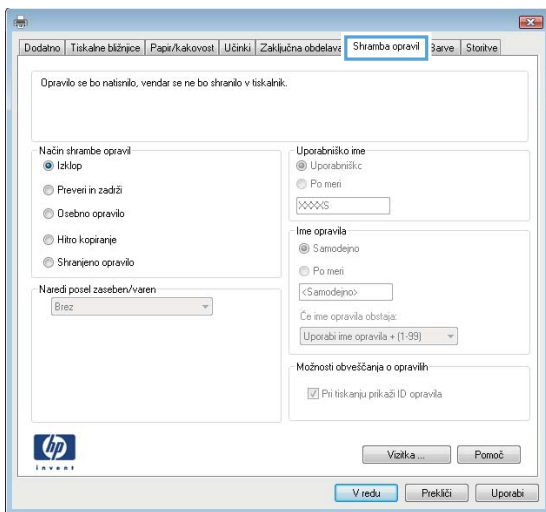 Dodatno Tiskalne bližnjice Papir/kakovost Učinki Zaključna obdelava Shramba opravil Barve Storitve
Opravilo se bo natisnilo, vendar se ne bo shranilo v tiskalnik.
Način shrambe opravil
Izklop
Preveri in zadrži
Osebno opravilo
Hitro kopiranje
Shranjeno opravilo
Naredi posel zaseben/varen
Brez
Uporabniško ime
Uporabniškc
Po meri
XXXXS
Ime opravila
Samodejno
Po meri
<Samodejno>
Če ime opravila obstaja:
Uporabi ime opravila + (1-99)
Možnosti obveščanja o opravilih
Pri tiskanju prikaži ID opravila
hp
invent
Vizitka ... Pomoč
V redu Prekliči Uporabi